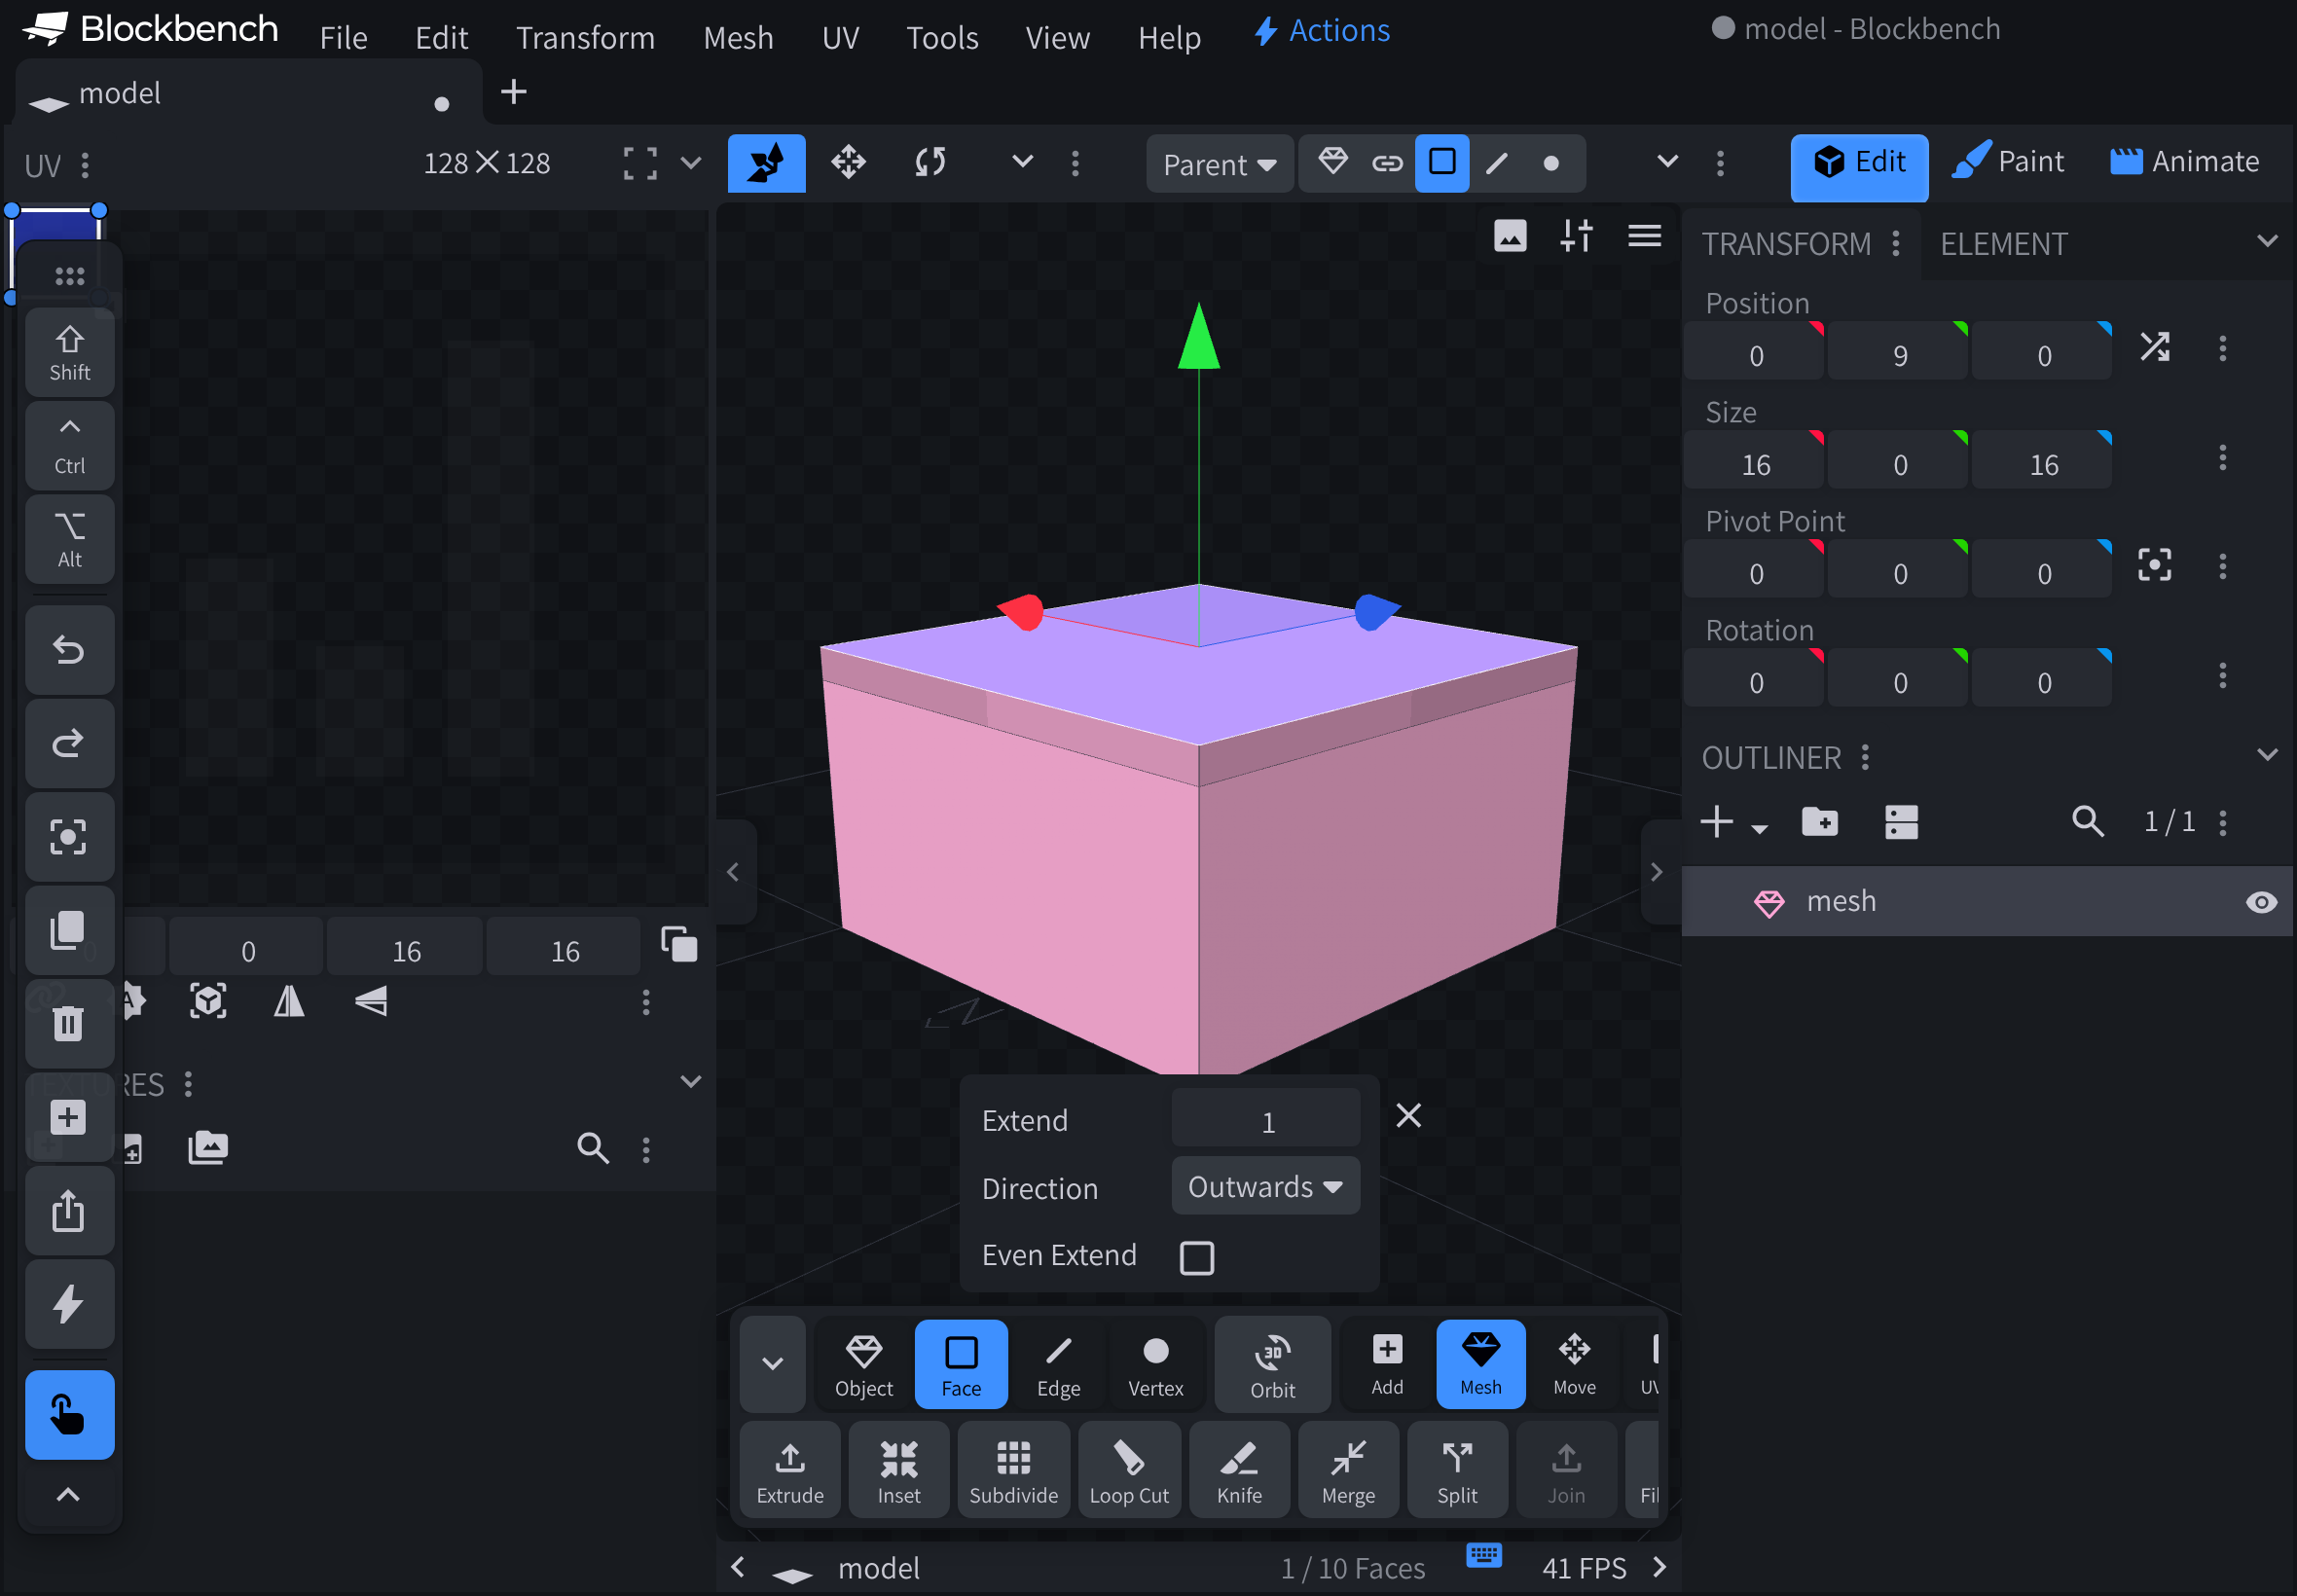 Blockbench File Edit Transform Mesh UV Tools View Help Actions model - Blockbench
model
UV 128×128 Parent Edit Paint Animate
TRANSFORM ELEMENT
Position
0 9 0
Size
16 0 16
Pivot Point
0 0 0
Rotation
0 0 0
OUTLINER
1 / 1
mesh
Shift
Ctrl
Alt
0 0 16 16
TEXTURES
Extend 1
Direction Outwards
Even Extend
Object Face Edge Vertex Orbit Add Mesh Move UV
Extrude Inset Subdivide Loop Cut Knife Merge Split Join
model 1 / 10 Faces 41 FPS